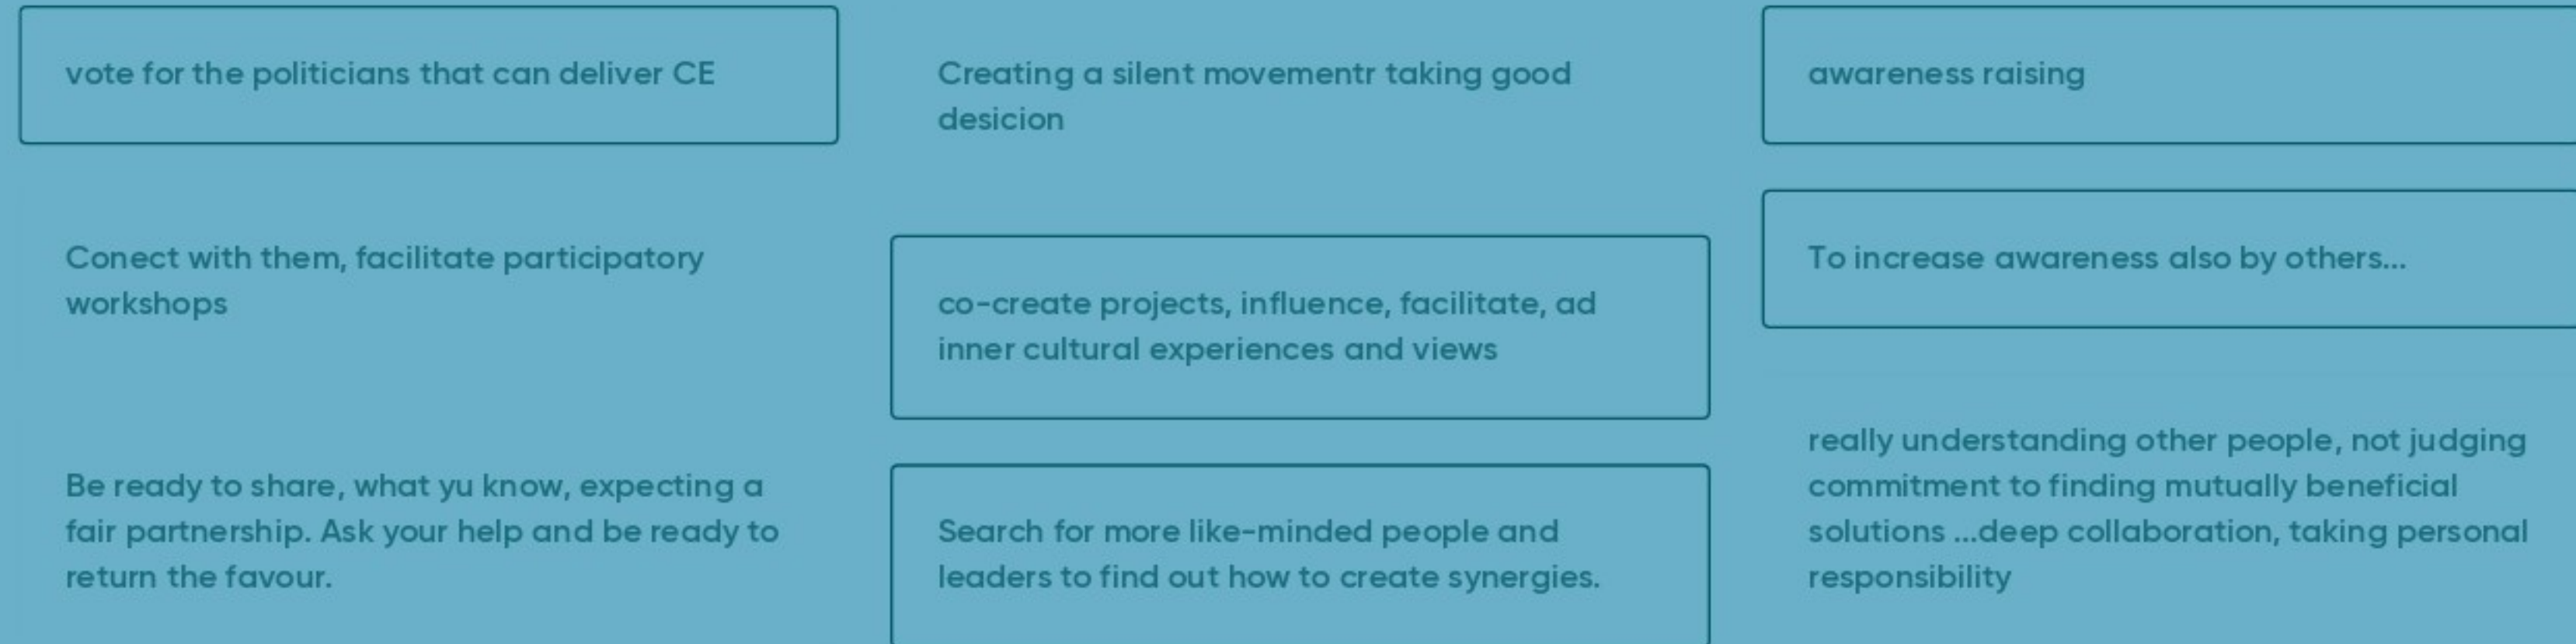 vote for the politicians that can deliver CE
Conect with them, facilitate participatory
workshops
Be ready to share, what yu know, expecting a
fair partnership. Ask your help and be ready to
return the favour.
Creating a silent movementr taking good
desicion
co-create projects, influence, facilitate, ad
inner cultural experiences and views
Search for more like-minded people and
leaders to find out how to create synergies.
awareness raising
To increase awareness also by others...
really understanding other people, not judging
commitment to finding mutually beneficial
solutions ...deep collaboration, taking personal
responsibility